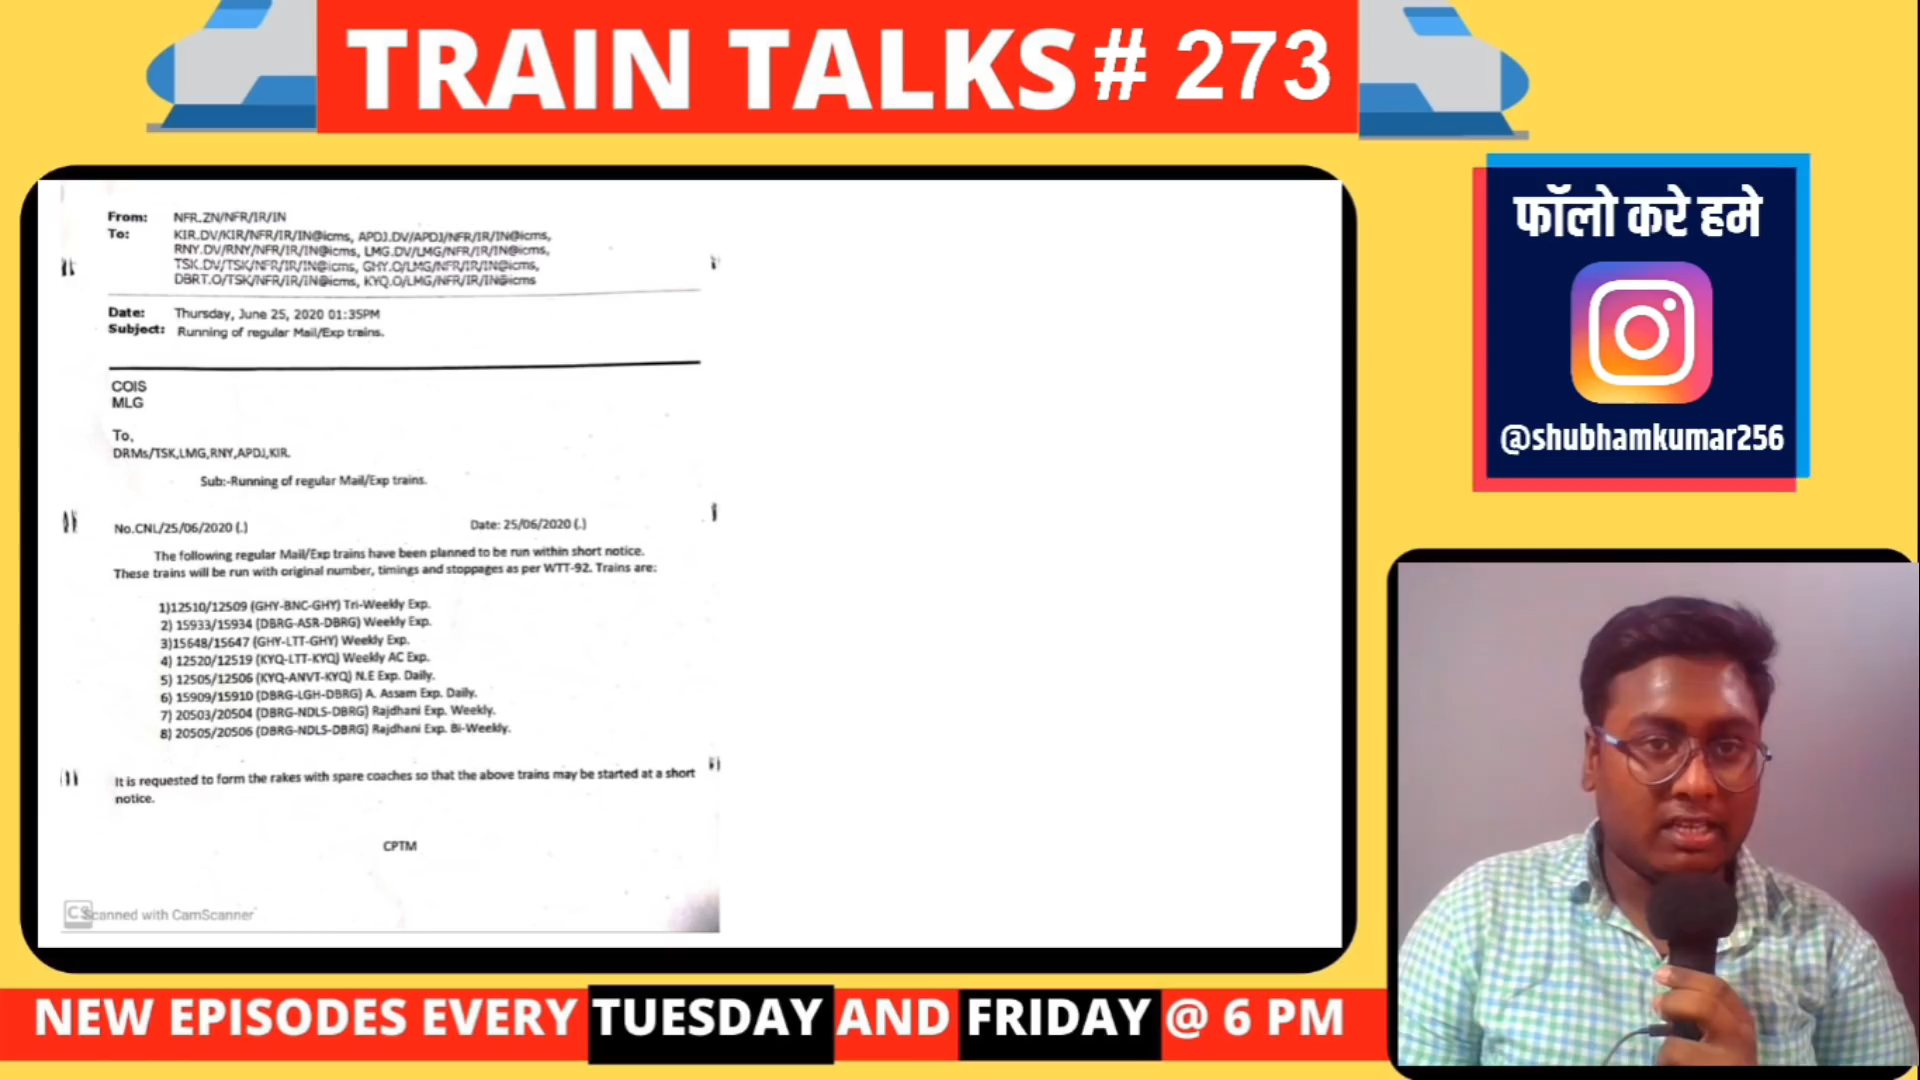 TRAIN TALKS # 273
From: NFR.ZN/NFR/IR/IN
To: KIR.DV/KIR/NFR/IR/IN@icms, APDJ.DV/APDJ/NFR/IR/IN@icms,
RNY.DV/RNY/NFR/IR/IN@icms, LMG.DV/LMG/NFR/IR/IN@icms,
TSK.DV/TSK/NFR/IR/IN@icms, GHY.O/LMG/NFR/IR/IN@icms,
DBRT.O/TSK/NFR/IR/IN@icms, KYQ.O/LMG/NFR/IR/IN@icms
Date: Thursday, June 25, 2020 01:35PM
Subject: Running of regular Mail/Exp trains.
COIS
MLG
To,
DRMs/TSK,LMG,RNY,APDJ,KIR.
Sub:-Running of regular Mail/Exp trains.
No.CNL/25/06/2020 (.) Date: 25/06/2020 (.)
The following regular Mail/Exp trains have been planned to be run within short notice.
These trains will be run with original number, timings and stoppages as per WTT-92. Trains are:
1)12510/12509 (GHY-BNC-GHY) Tri-Weekly Exp.
2) 15933/15934 (DBRG-ASR-DBRG) Weekly Exp.
3)15648/15647 (GHY-LTT-GHY) Weekly Exp.
4) 12520/12519 (KYQ-LTT-KYQ) Weekly AC Exp.
5) 12505/12506 (KYQ-ANVT-KYQ) N.E Exp. Daily.
6) 15909/15910 (DBRG-LGH-DBRG) A. Assam Exp. Daily.
7) 20503/20504 (DBRG-NDLS-DBRG) Rajdhani Exp. Weekly.
8) 20505/20506 (DBRG-NDLS-DBRG) Rajdhani Exp. Bi-Weekly.
It is requested to form the rakes with spare coaches so that the above trains may be started at a short
notice.
CPTM
CS Scanned with CamScanner
फॉलो करे हमे
@shubhamkumar256
NEW EPISODES EVERY TUESDAY AND FRIDAY @ 6 PM